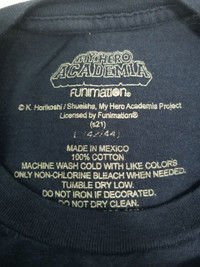 MY HERO
ACADEMIA
FUNIMATION®
© K. Horikoshi / Shueisha, My Hero Academia Project
Licensed by Funimation®
(s21)
MADE IN MEXICO
100% COTTON
MACHINE WASH COLD WITH LIKE COLORS
ONLY NON-CHLORINE BLEACH WHEN NEEDED.
TUMBLE DRY LOW.
DO NOT IRON IF DECORATED.
DO NOT DRY CLEAN.